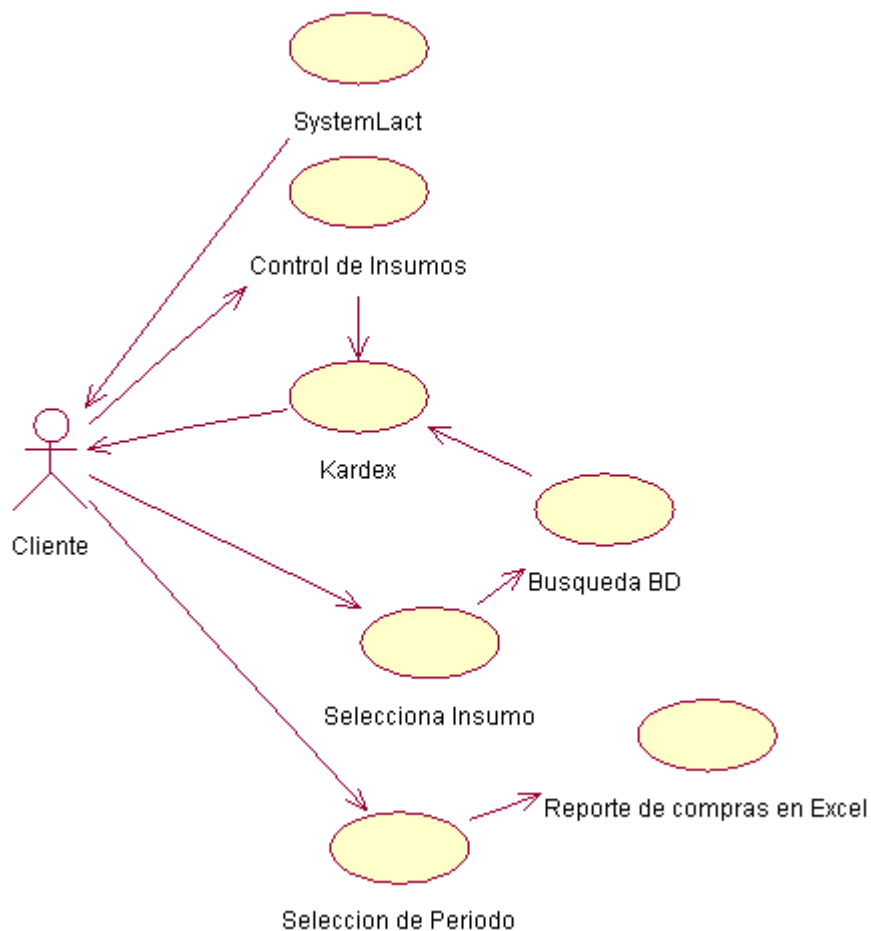 SystemLact
Control de Insumos
Kardex
Cliente
Busqueda BD
Selecciona Insumo
Reporte de compras en Excel
Seleccion de Periodo